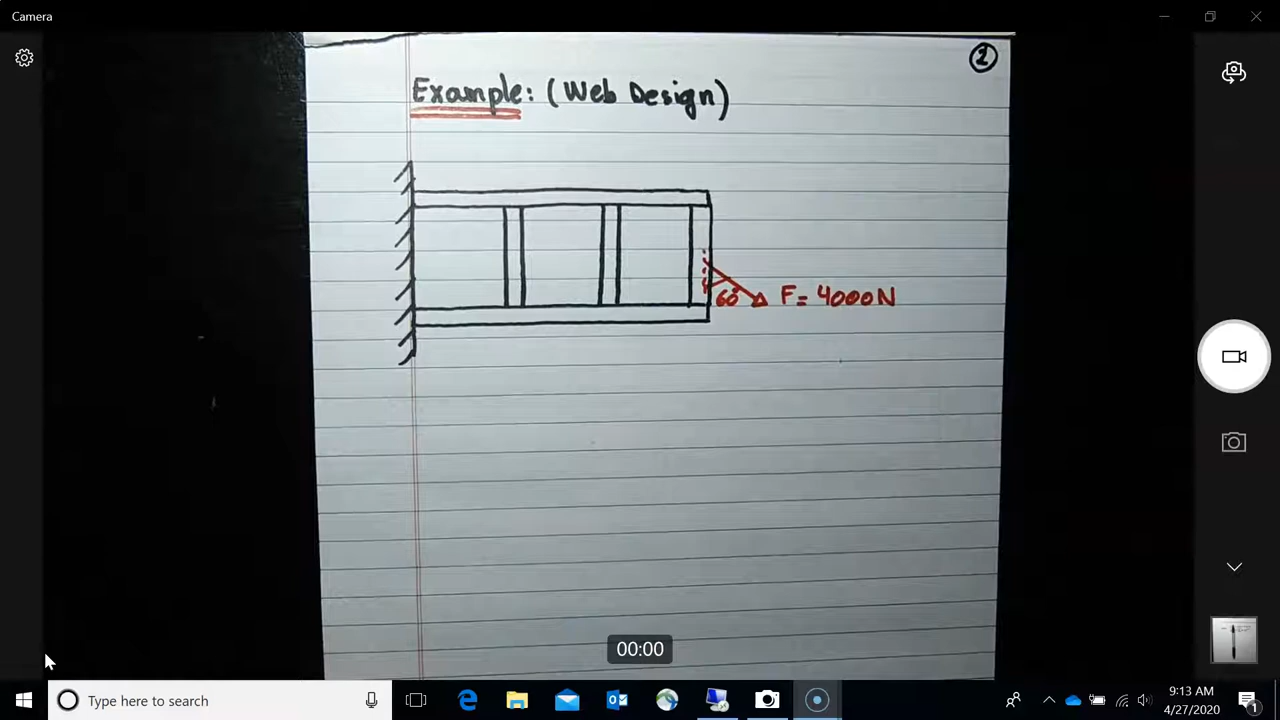 Camera
2
Example: (Web Design)
60°
F = 4000N
00:00
Type here to search
9:13 AM
4/27/2020
1